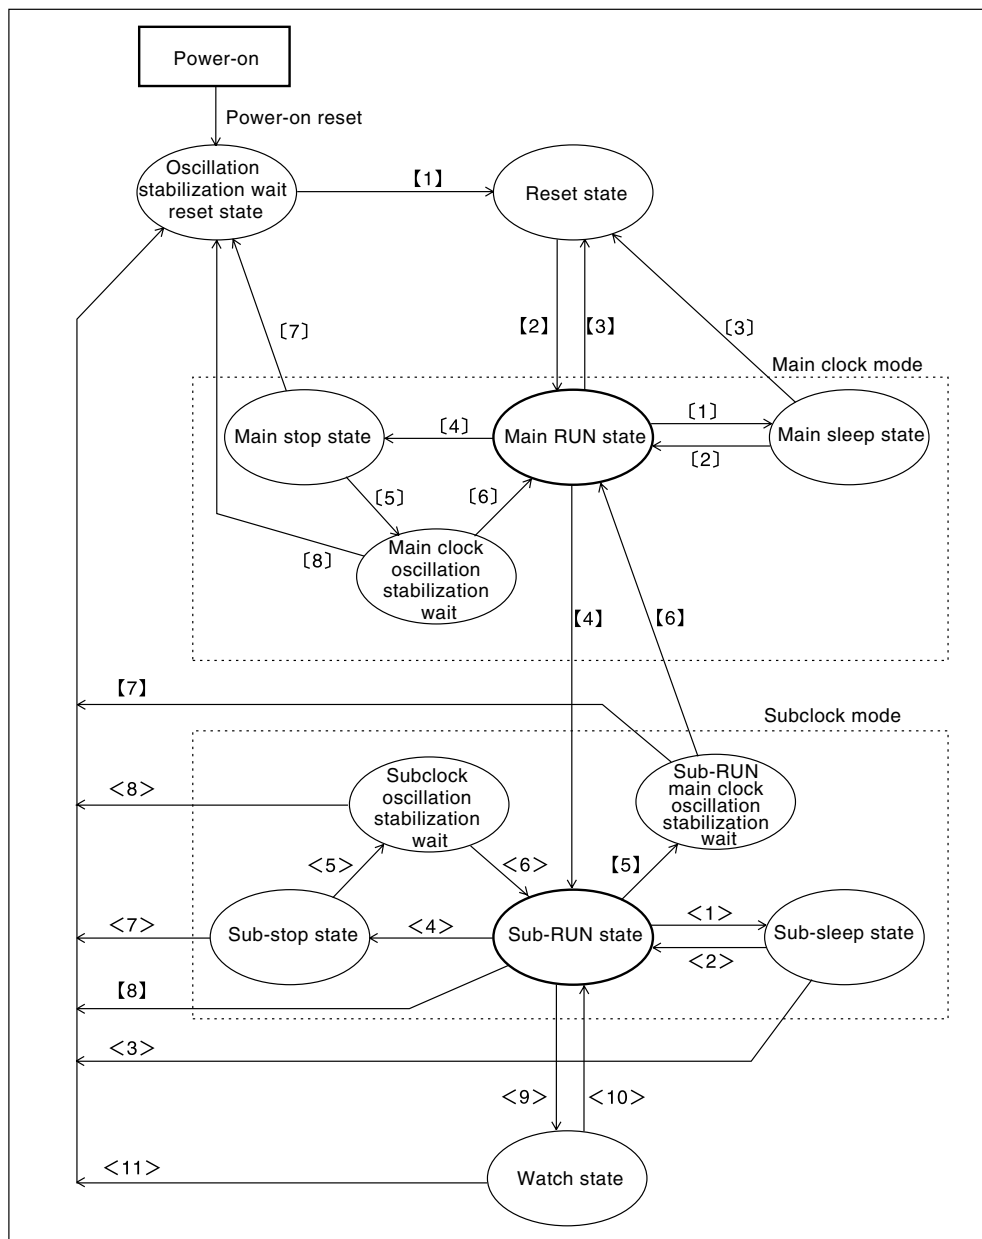 Power-on
Power-on reset
Oscillation
stabilization wait
reset state
【1】
Reset state
【2】
【3】
〔3〕
〔7〕
Main clock mode
Main stop state
〔4〕
Main RUN state
〔1〕
〔2〕
Main sleep state
〔5〕
〔6〕
〔8〕
Main clock
oscillation
stabilization
wait
【4】
【6】
【7】
Subclock mode
<8>
Subclock
oscillation
stabilization
wait
Sub-RUN
main clock
oscillation
stabilization
wait
<5>
<6>
【5】
<7>
Sub-stop state
<4>
Sub-RUN state
<1>
<2>
Sub-sleep state
【8】
<3>
<9>
<10>
<11>
Watch state